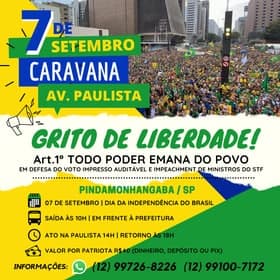 7 DE
SETEMBRO
CARAVANA
AV. PAULISTA
GRITO DE LIBERDADE!
Art.1º TODO PODER EMANA DO POVO
EM DEFESA DO VOTO IMPRESSO AUDITÁVEL E IMPEACHMENT DE MINISTROS DO STF
PINDAMONHANGABA / SP
07 DE SETEMBRO | DIA DA INDEPENDÊNCIA DO BRASIL
SAÍDA ÀS 10H | EM FRENTE À PREFEITURA
ATO NA PAULISTA 14H | RETORNO ÀS 18H
VALOR POR PATRIOTA R$40 (DINHEIRO, DEPÓSITO OU PIX)
INFORMAÇÕES: (12) 99726-8226 | (12) 99100-7172